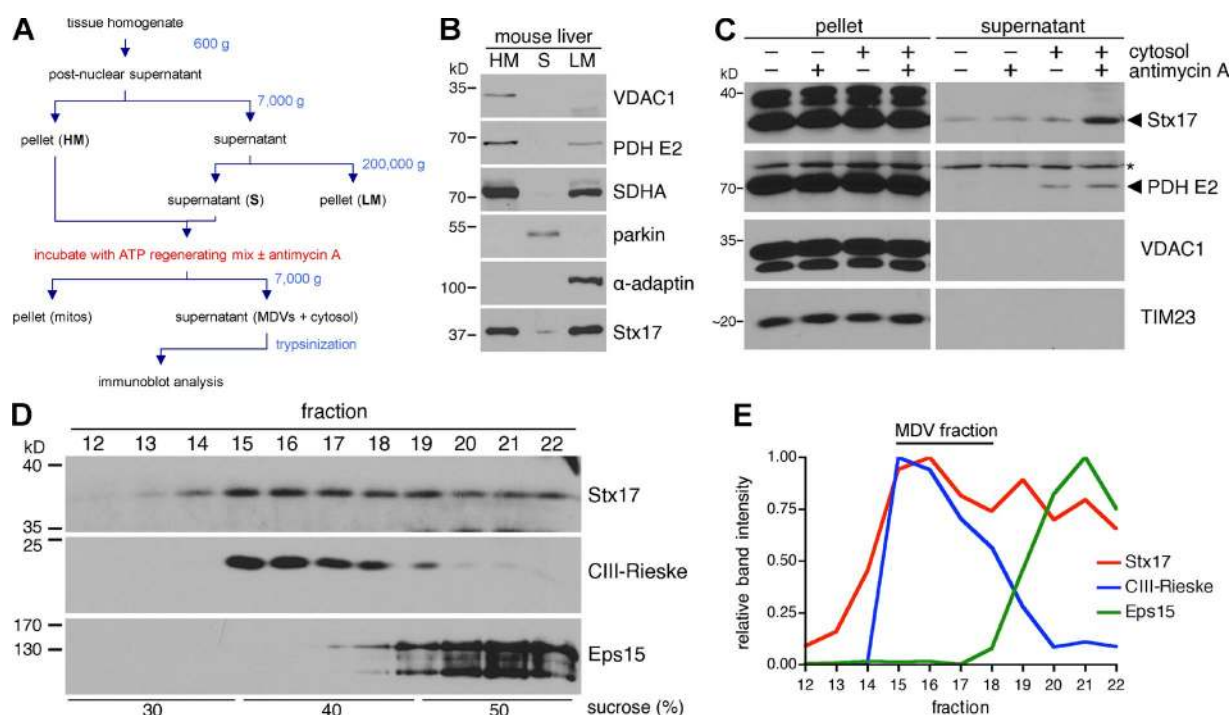 A
tissue homogenate
600 g
post-nuclear supernatant
7,000 g
pellet (HM)
supernatant
200,000 g
supernatant (S)
pellet (LM)
incubate with ATP regenerating mix ± antimycin A
7,000 g
pellet (mitos)
supernatant (MDVs + cytosol)
trypsinization
immunoblot analysis
B
mouse liver
kD
HM S LM
35
VDAC1
70
PDH E2
70
SDHA
55
parkin
100
α-adaptin
37
Stx17
C
pellet supernatant
– – + + – – + + cytosol
– + – + – + – + antimycin A
kD
40
Stx17
*
70
PDH E2
35
VDAC1
~20
TIM23
D
fraction
kD
12 13 14 15 16 17 18 19 20 21 22
40
Stx17
35
25
CIII-Rieske
170
130
Eps15
30 40 50 sucrose (%)
E
MDV fraction
relative band intensity
1.00
0.75
0.50
0.25
0.00
Stx17
CIII-Rieske
Eps15
12 13 14 15 16 17 18 19 20 21 22
fraction